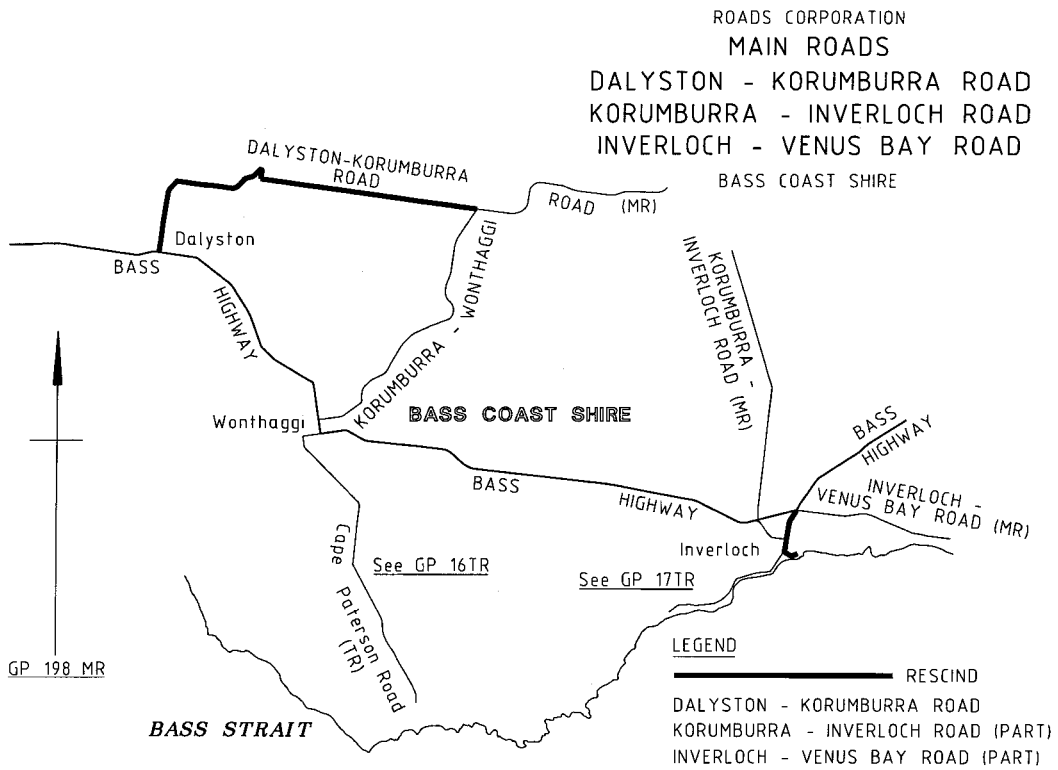 ROADS CORPORATION
MAIN ROADS
DALYSTON - KORUMBURRA ROAD
KORUMBURRA - INVERLOCH ROAD
INVERLOCH - VENUS BAY ROAD
BASS COAST SHIRE
DALYSTON-KORUMBURRA
ROAD
ROAD (MR)
Dalyston
BASS
HIGHWAY
KORUMBURRA - WONTHAGGI
KORUMBURRA -
INVERLOCH ROAD (MR)
Wonthaggi
BASS COAST SHIRE
BASS
HIGHWAY
BASS
HIGHWAY
INVERLOCH -
VENUS BAY ROAD (MR)
Inverloch
Cape
Paterson Road
(TR)
See GP 16TR
See GP 17TR
GP 198 MR
BASS STRAIT
LEGEND
RESCIND
DALYSTON - KORUMBURRA ROAD
KORUMBURRA - INVERLOCH ROAD (PART)
INVERLOCH - VENUS BAY ROAD (PART)